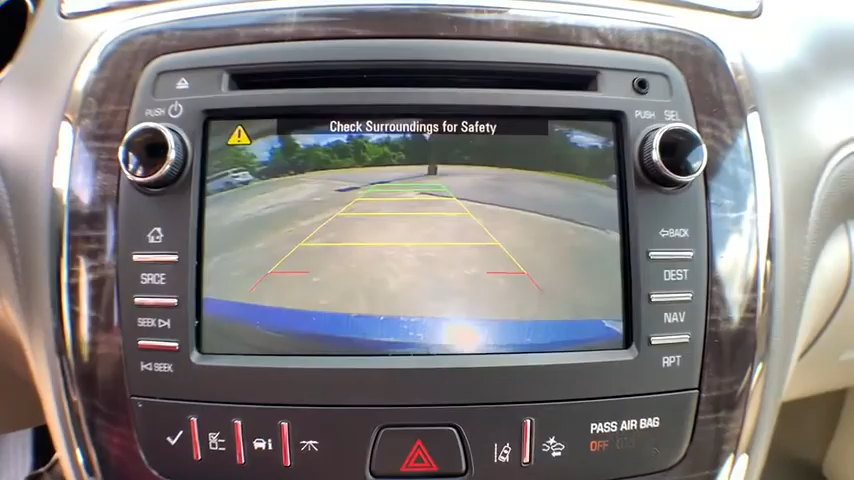 PUSH
PUSH SEL
Check Surroundings for Safety
SRCE
SEEK
SEEK
BACK
DEST
NAV
RPT
PASS AIR BAG
OFF